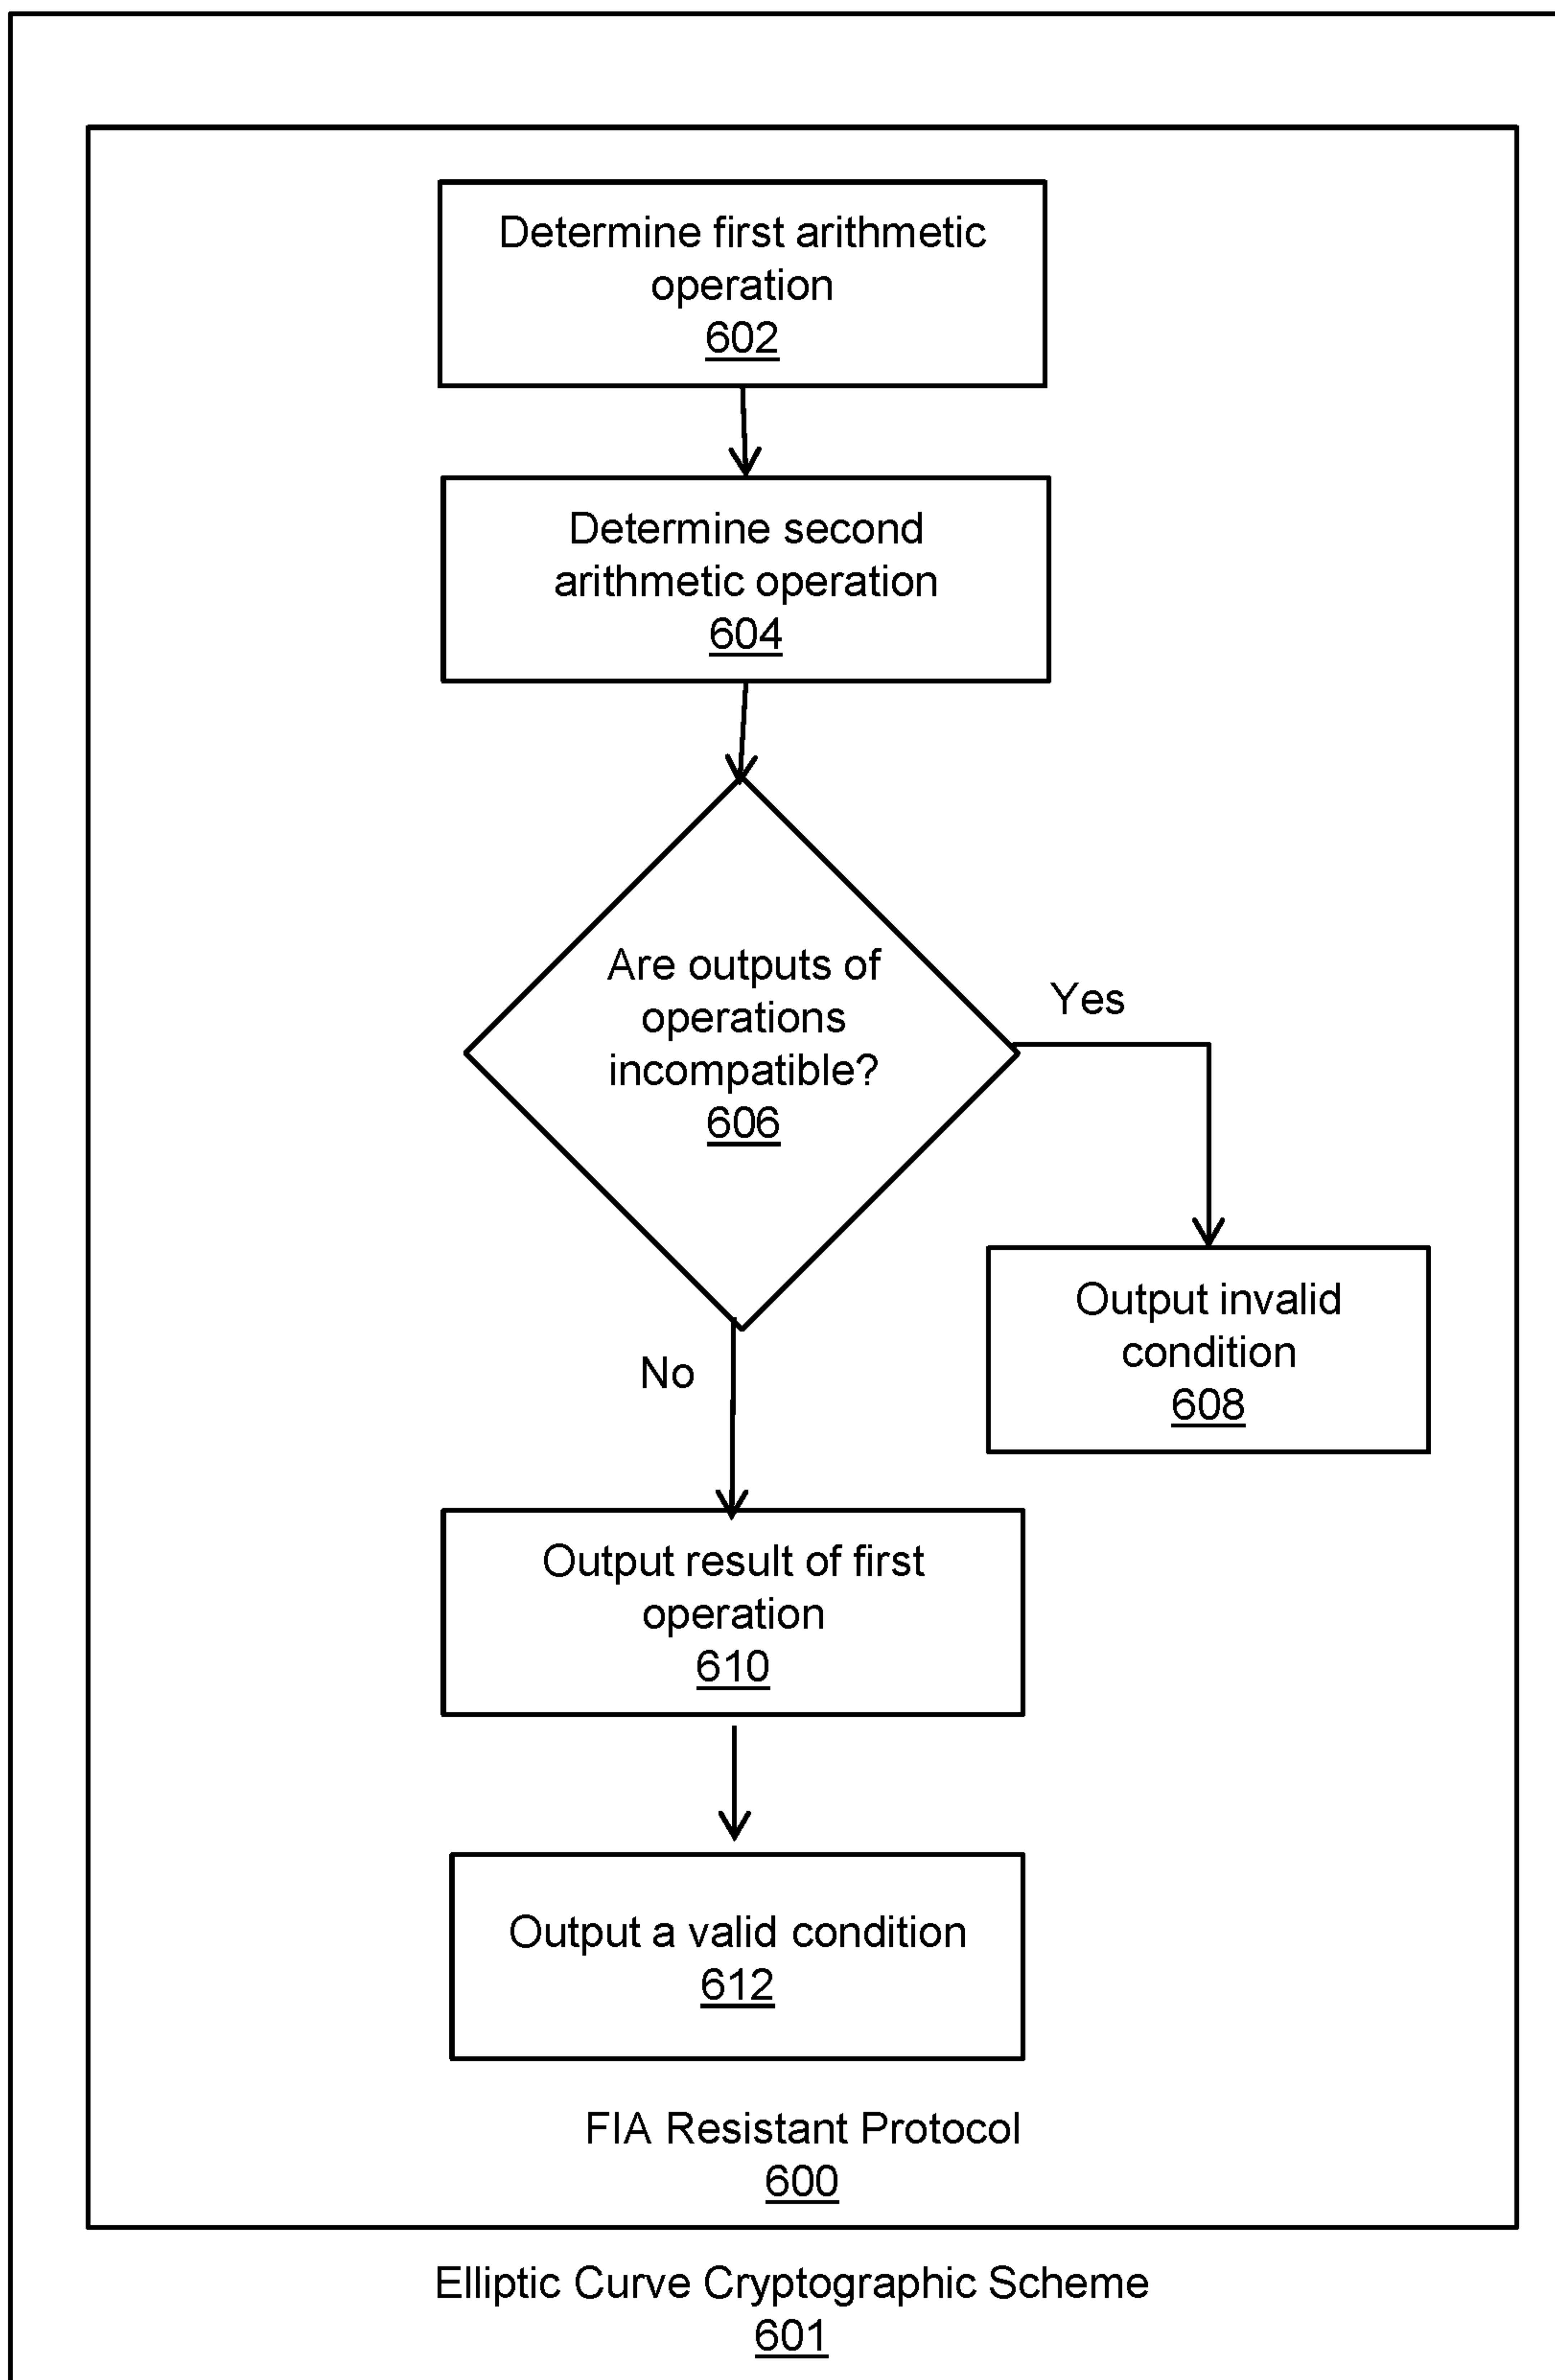 Determine first arithmetic
operation
602
Determine second
arithmetic operation
604
Are outputs of
operations
incompatible?
606
Yes
Output invalid
condition
608
No
Output result of first
operation
610
Output a valid condition
612
FIA Resistant Protocol
600
Elliptic Curve Cryptographic Scheme
601